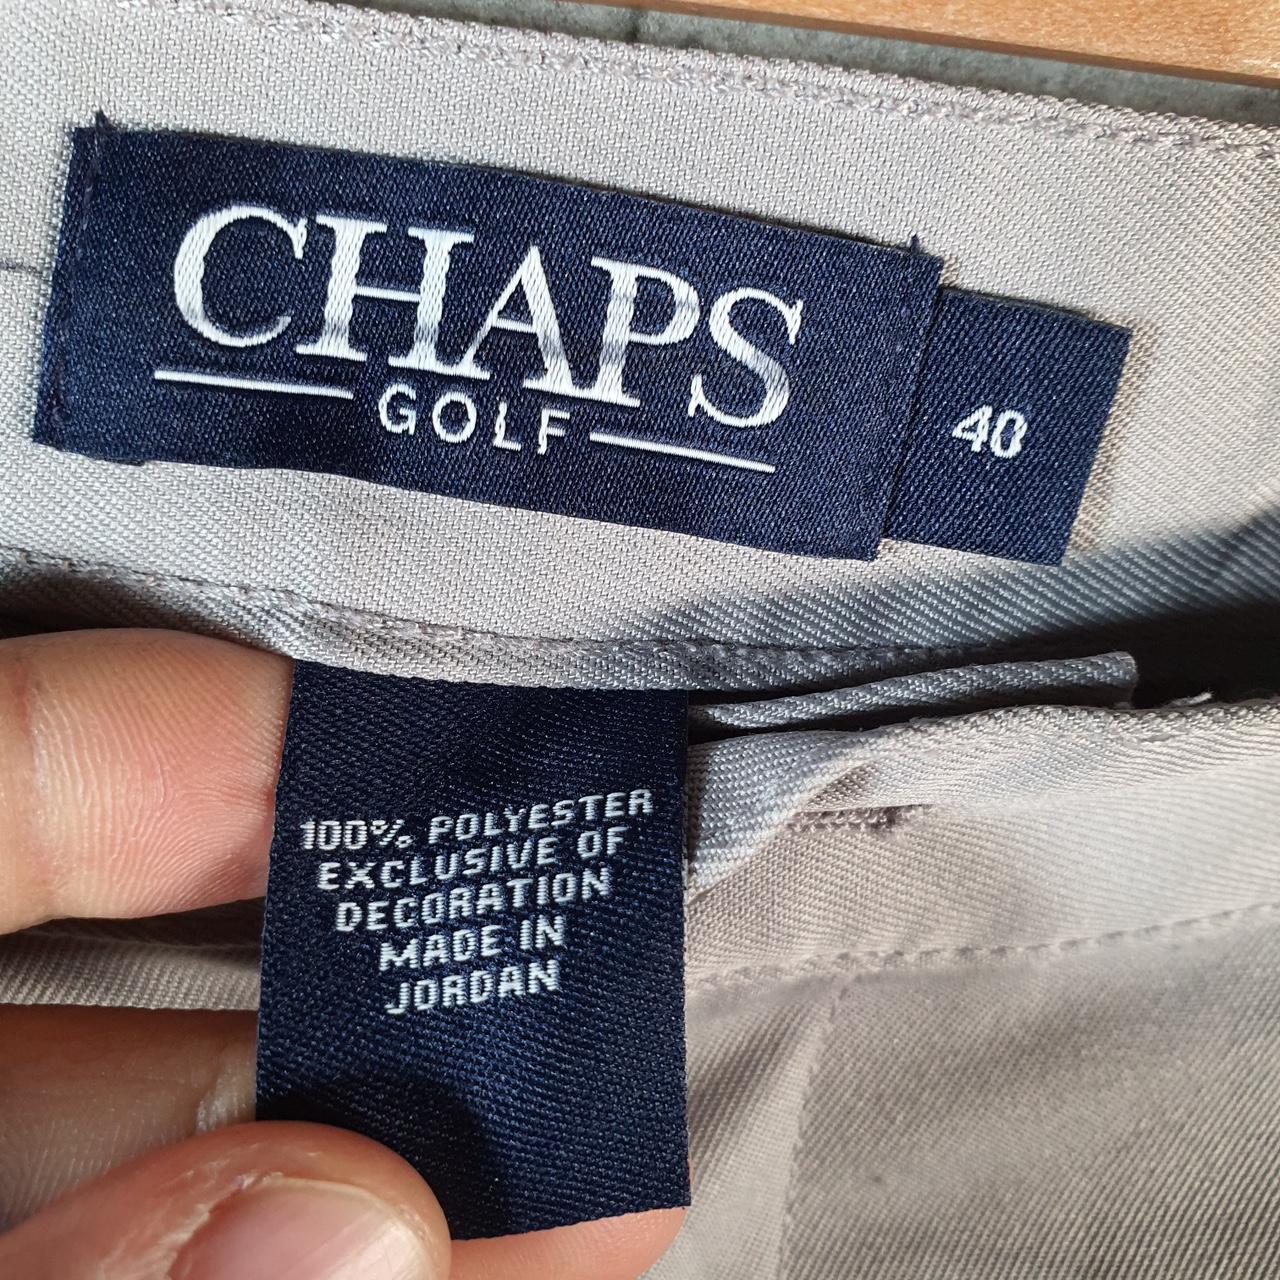 CHAPS
GOLF
40
100% POLYESTER
EXCLUSIVE OF
DECORATION
MADE IN
JORDAN